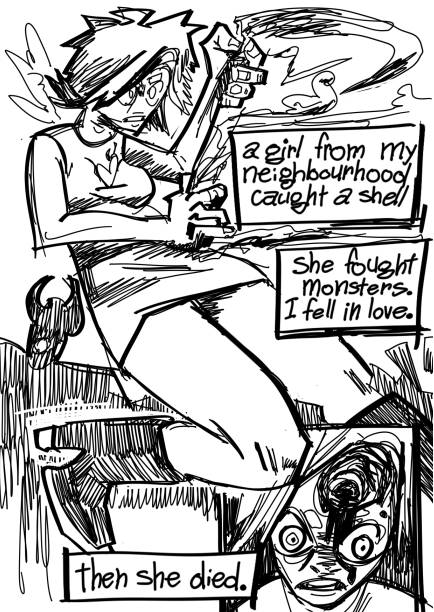 a girl from my
neighbourhood
caught a shell
She fought
monsters.
I fell in love.
then she died.